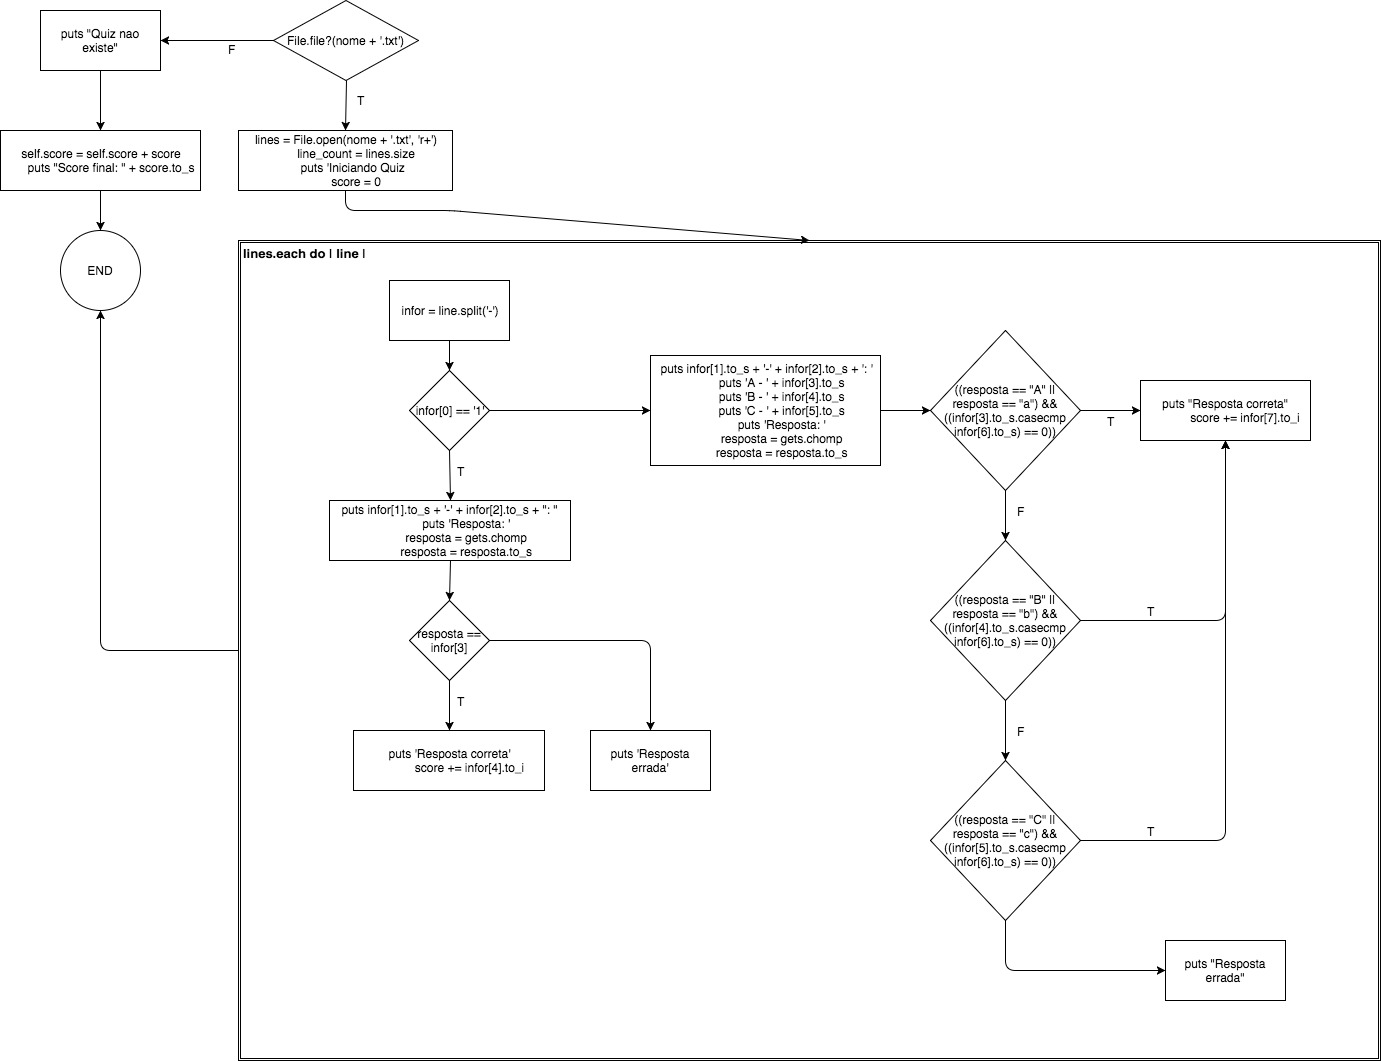 puts "Quiz nao
existe"
F
File.file?(nome + '.txt')
T
self.score = self.score + score
puts "Score final: " + score.to_s
END
lines = File.open(nome + '.txt', 'r+')
line_count = lines.size
puts 'Iniciando Quiz
score = 0
lines.each do | line |
infor = line.split('-')
infor[0] == '1'
T
puts infor[1].to_s + '-' + infor[2].to_s + ": "
puts 'Resposta: '
resposta = gets.chomp
resposta = resposta.to_s
resposta ==
infor[3]
T
puts 'Resposta correta'
score += infor[4].to_i
puts 'Resposta
errada'
puts infor[1].to_s + '-' + infor[2].to_s + ': '
puts 'A - ' + infor[3].to_s
puts 'B - ' + infor[4].to_s
puts 'C - ' + infor[5].to_s
puts 'Resposta: '
resposta = gets.chomp
resposta = resposta.to_s
((resposta == "A" ||
resposta == "a") &&
((infor[3].to_s.casecmp
infor[6].to_s) == 0))
T
puts "Resposta correta"
score += infor[7].to_i
F
((resposta == "B" ||
resposta == "b") &&
((infor[4].to_s.casecmp
infor[6].to_s) == 0))
T
F
((resposta == "C" ||
resposta == "c") &&
((infor[5].to_s.casecmp
infor[6].to_s) == 0))
T
puts "Resposta
errada"